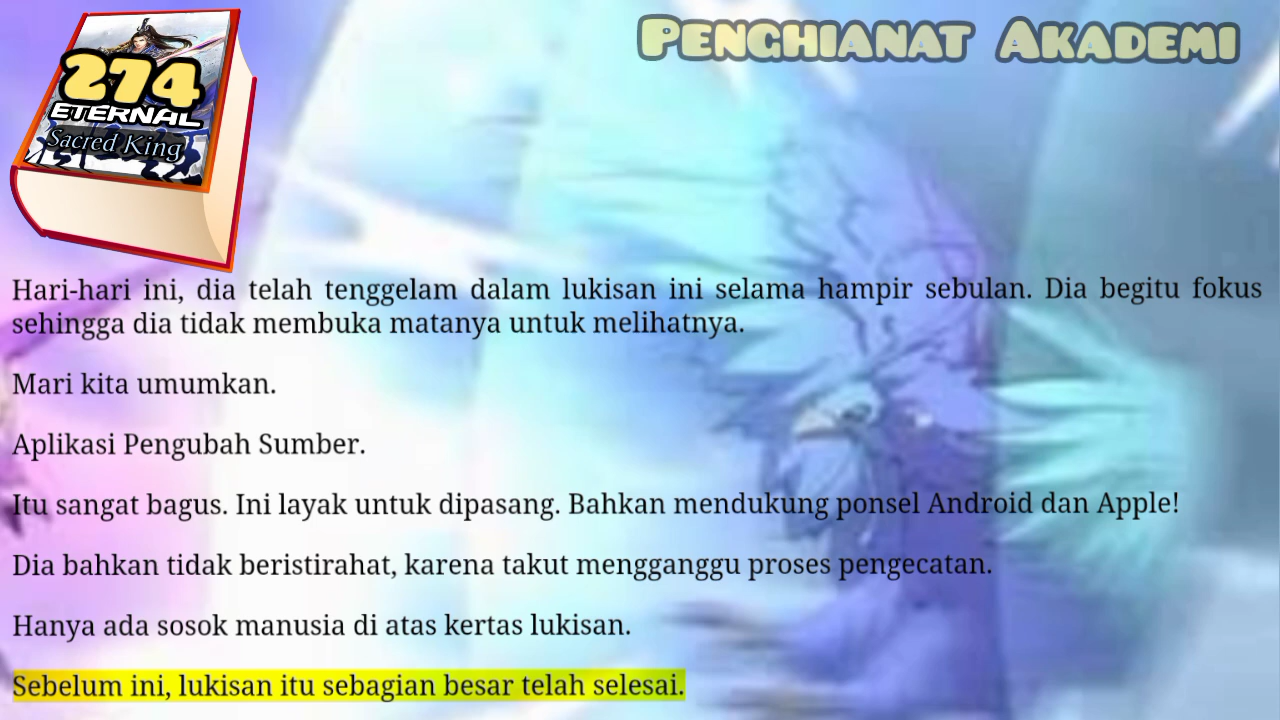 274
ETERNAL
Sacred King
PENGHIANAT AKADEMI
Hari-hari ini, dia telah tenggelam dalam lukisan ini selama hampir sebulan. Dia begitu fokus
sehingga dia tidak membuka matanya untuk melihatnya.
Mari kita umumkan.
Aplikasi Pengubah Sumber.
Itu sangat bagus. Ini layak untuk dipasang. Bahkan mendukung ponsel Android dan Apple!
Dia bahkan tidak beristirahat, karena takut mengganggu proses pengecatan.
Hanya ada sosok manusia di atas kertas lukisan.
Sebelum ini, lukisan itu sebagian besar telah selesai.